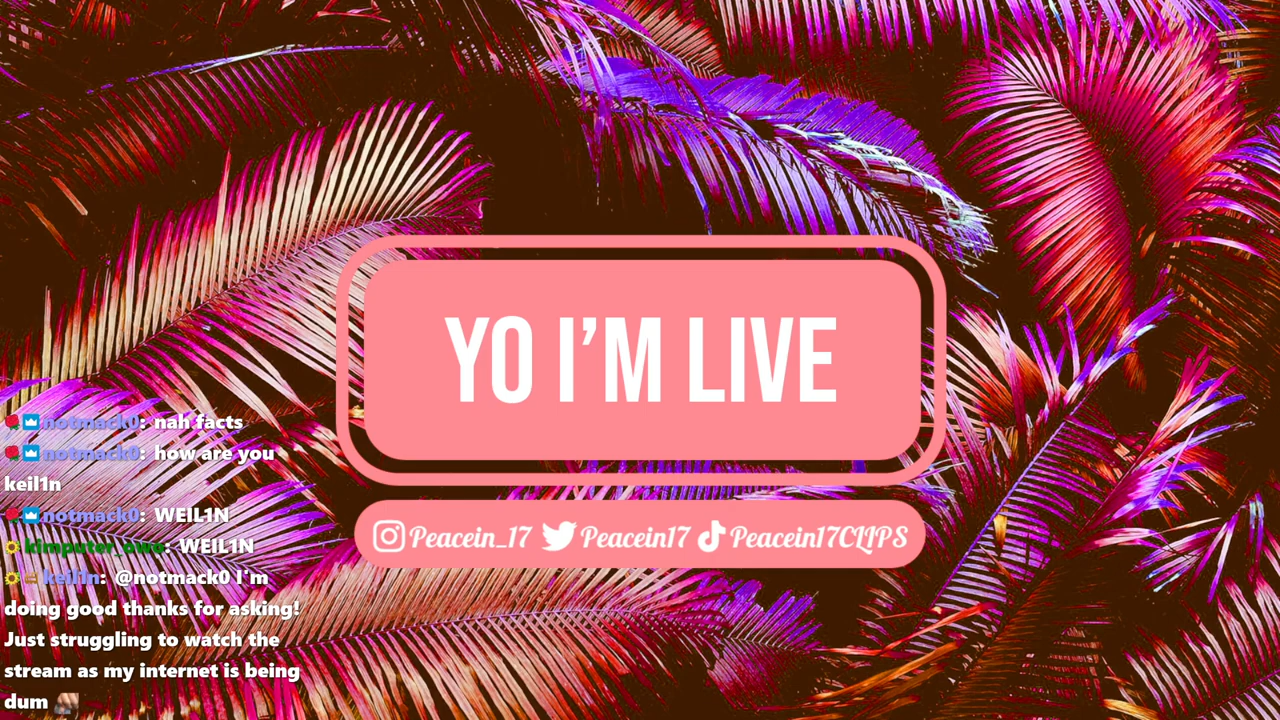 YO I’M LIVE
Peacein_17 Peacein17 Peacein17CLIPS
notmack0: nah facts
notmack0: how are you
keil1n
notmack0: WEIL1N
kimputer_owo: WEIL1N
keil1n: @notmack0 I'm
doing good thanks for asking!
Just struggling to watch the
stream as my internet is being
dum